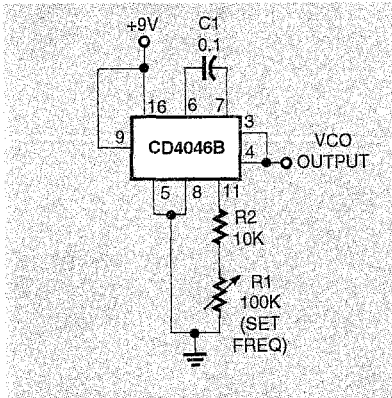 +9V
C1
0.1
16
6
7
3
9
CD4046B
4
VCO
OUTPUT
5
8
11
R2
10K
R1
100K
(SET
FREQ)